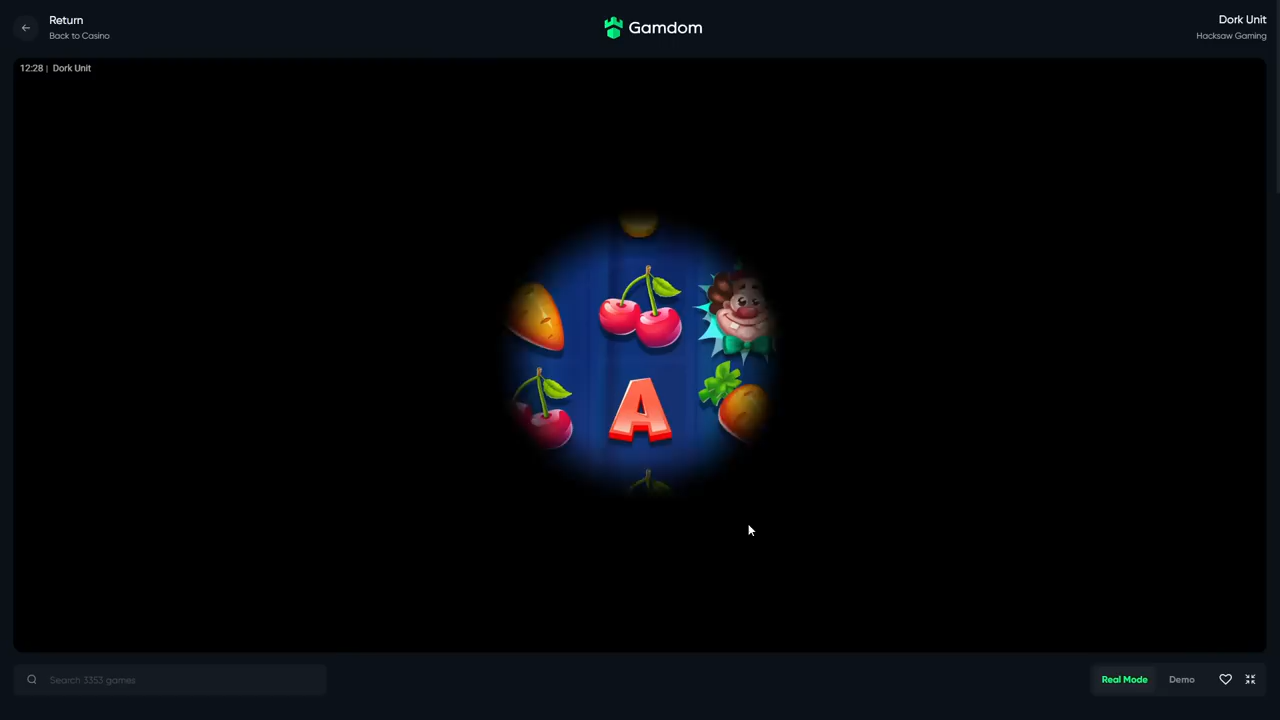 Return
Back to Casino
Gamdom
Dork Unit
Hacksaw Gaming
12:28 | Dork Unit
A
Search 3353 games
Real Mode
Demo